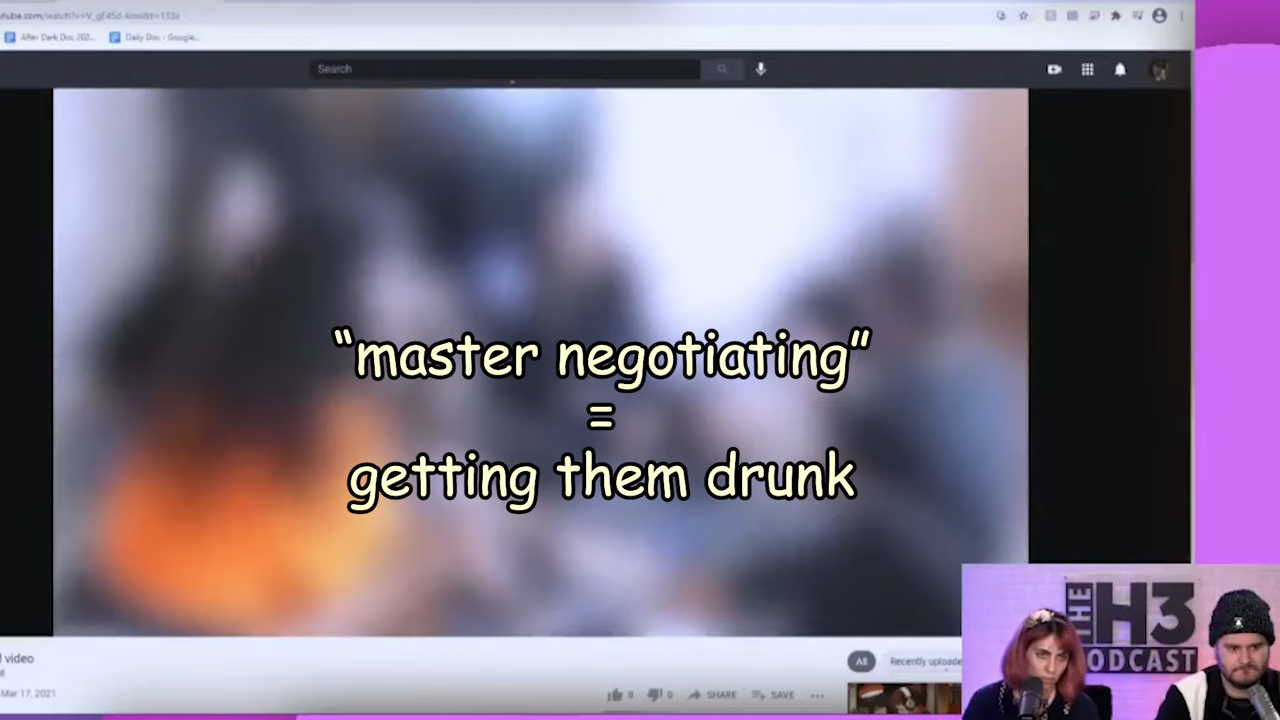 After Dark Doc 202...
Daily Doc - Google...
Search
“master negotiating”
=
getting them drunk
video
Mar 17, 2021
0
0
SHARE
SAVE
All
Recently uploade
THE
H3
PODCAST